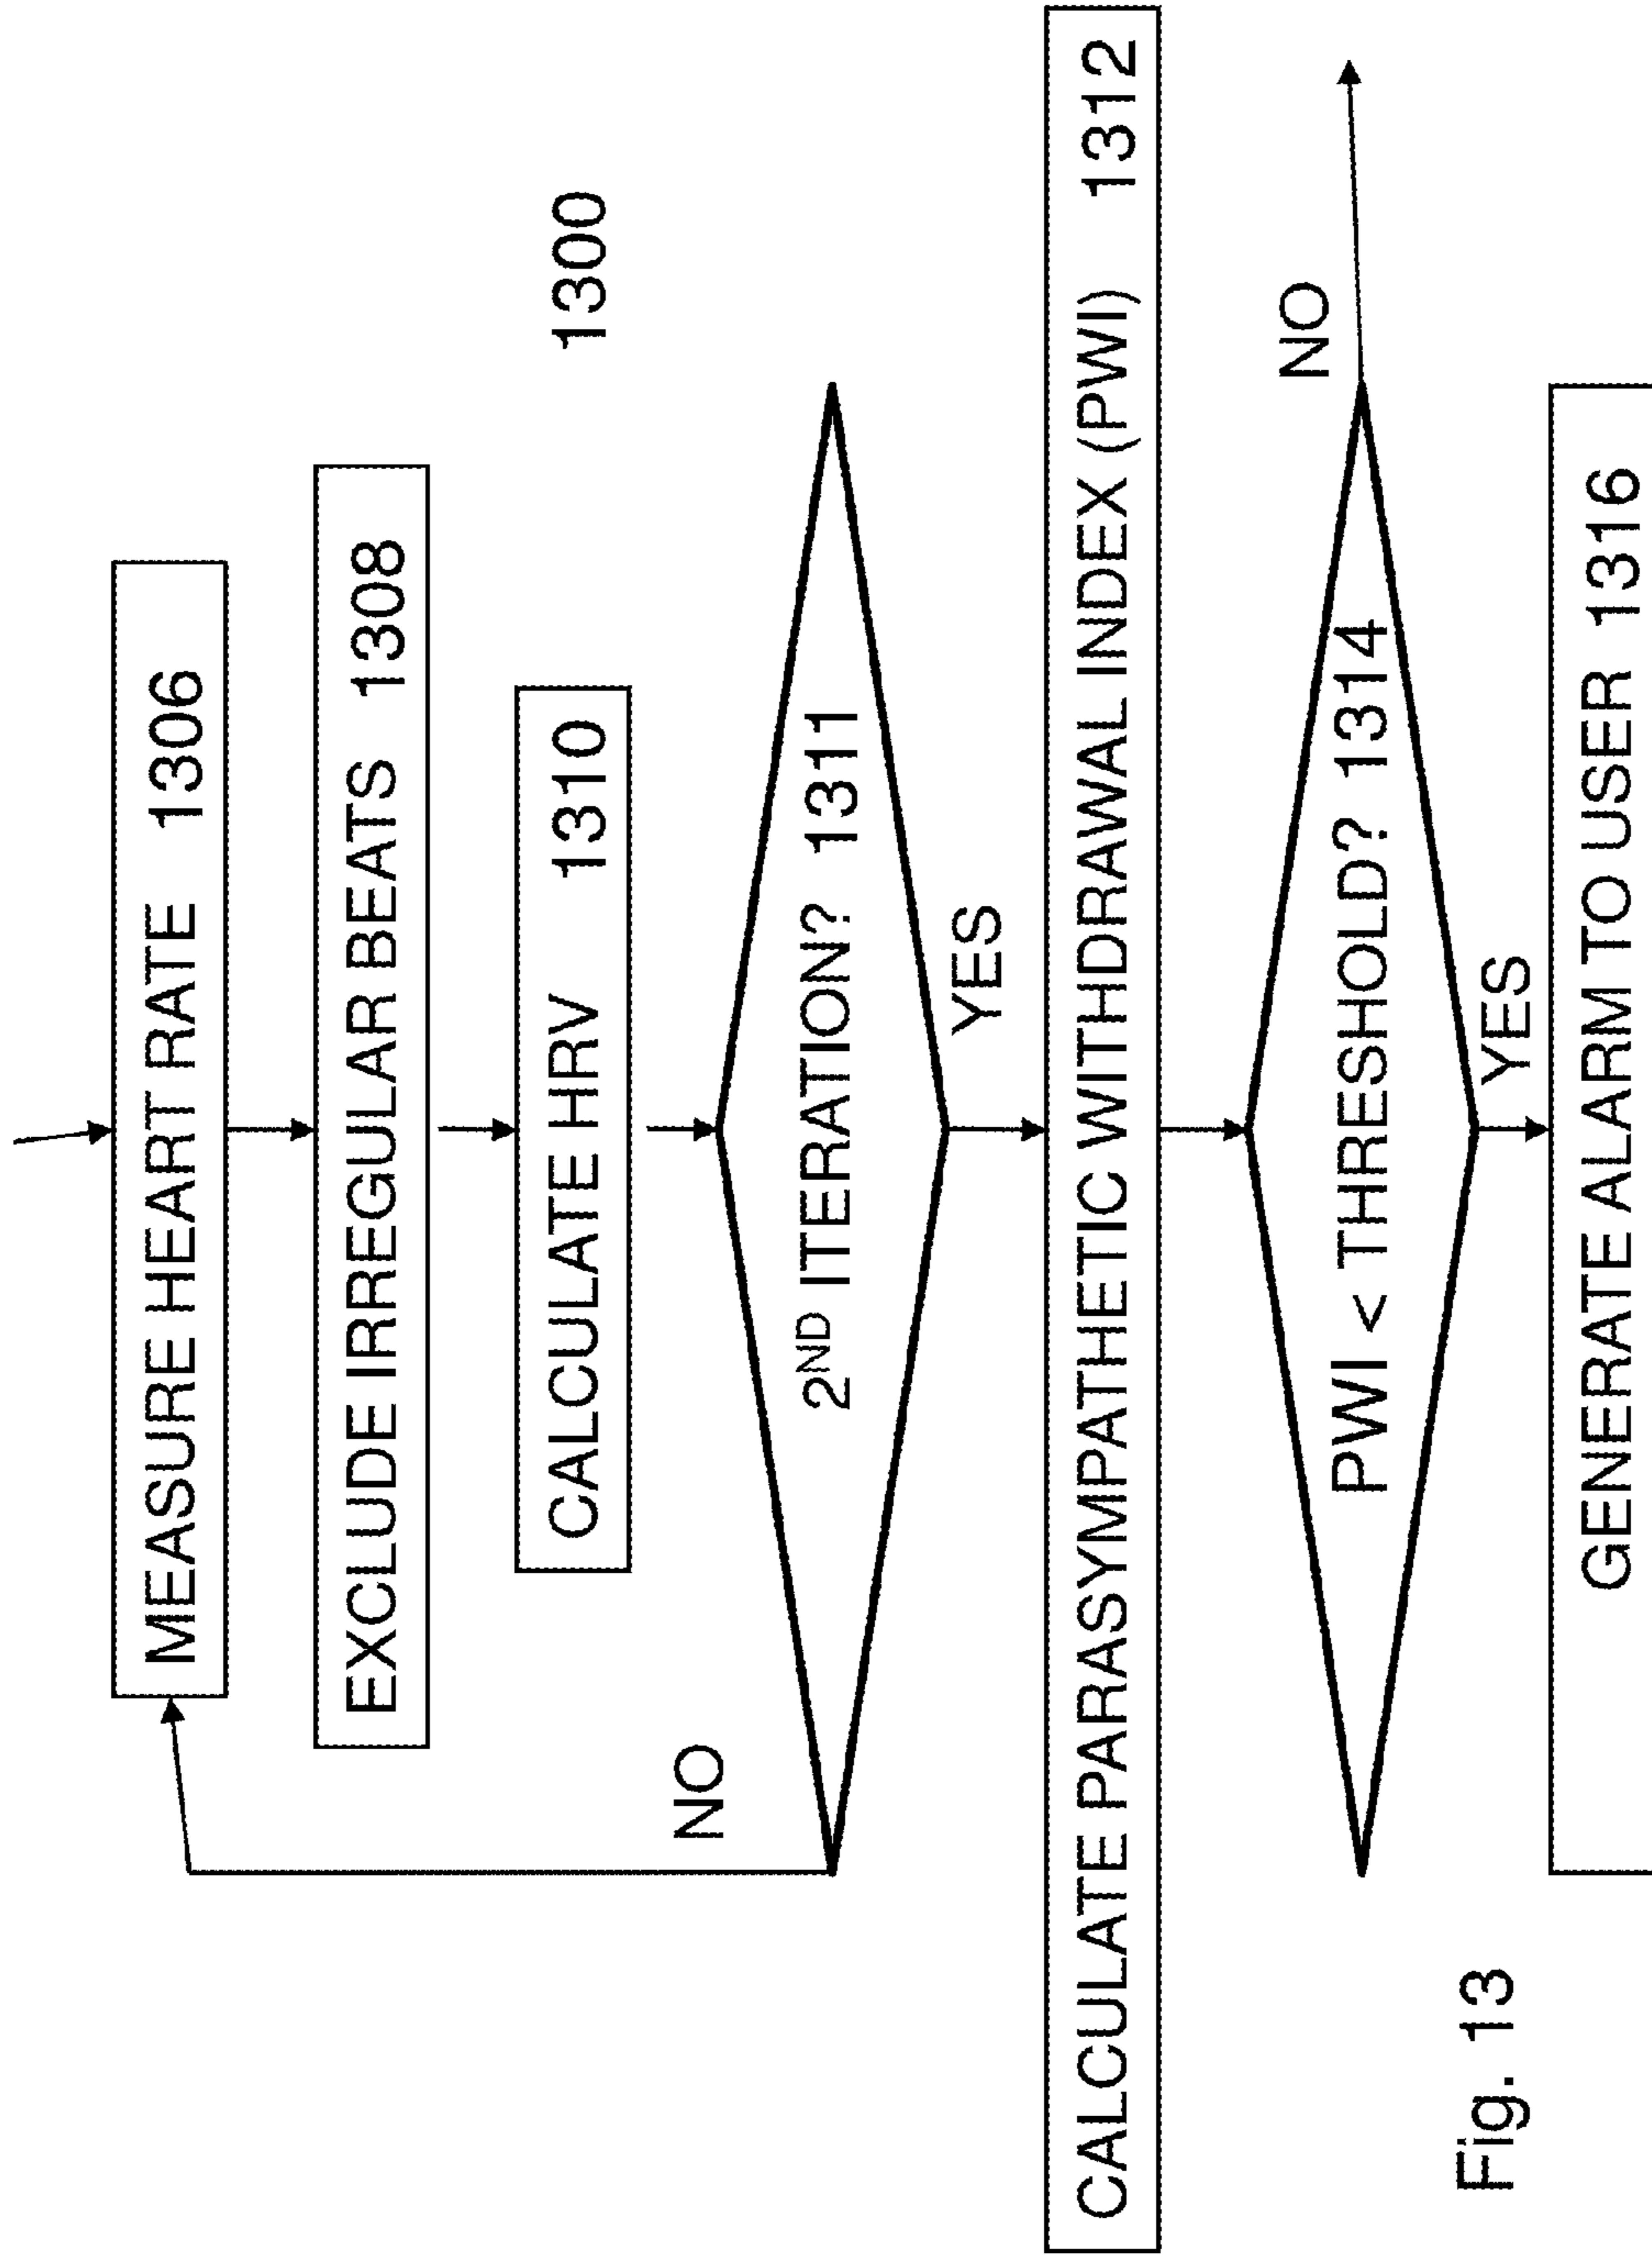 MEASURE HEART RATE 1306
EXCLUDE IRREGULAR BEATS 1308
CALCULATE HRV 1310
1300
NO
2ND ITERATION? 1311
YES
CALCULATE PARASYMPATHETIC WITHDRAWAL INDEX (PWI) 1312
NO
PWI < THRESHOLD? 1314
YES
GENERATE ALARM TO USER 1316
Fig. 13